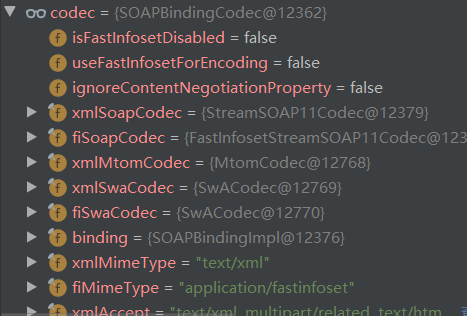 codec = {SOAPBindingCodec@12362}
isFastInfosetDisabled = false
useFastInfosetForEncoding = false
ignoreContentNegotiationProperty = false
xmlSoapCodec = {StreamSOAP11Codec@12379}
fiSoapCodec = {FastInfosetStreamSOAP11Codec@123
xmlMtomCodec = {MtomCodec@12768}
xmlSwaCodec = {SwACodec@12769}
fiSwaCodec = {SwACodec@12770}
binding = {SOAPBindingImpl@12376}
xmlMimeType = "text/xml"
fiMimeType = "application/fastinfoset"
xmlAccept = "text/xml, multipart/related, text/htm